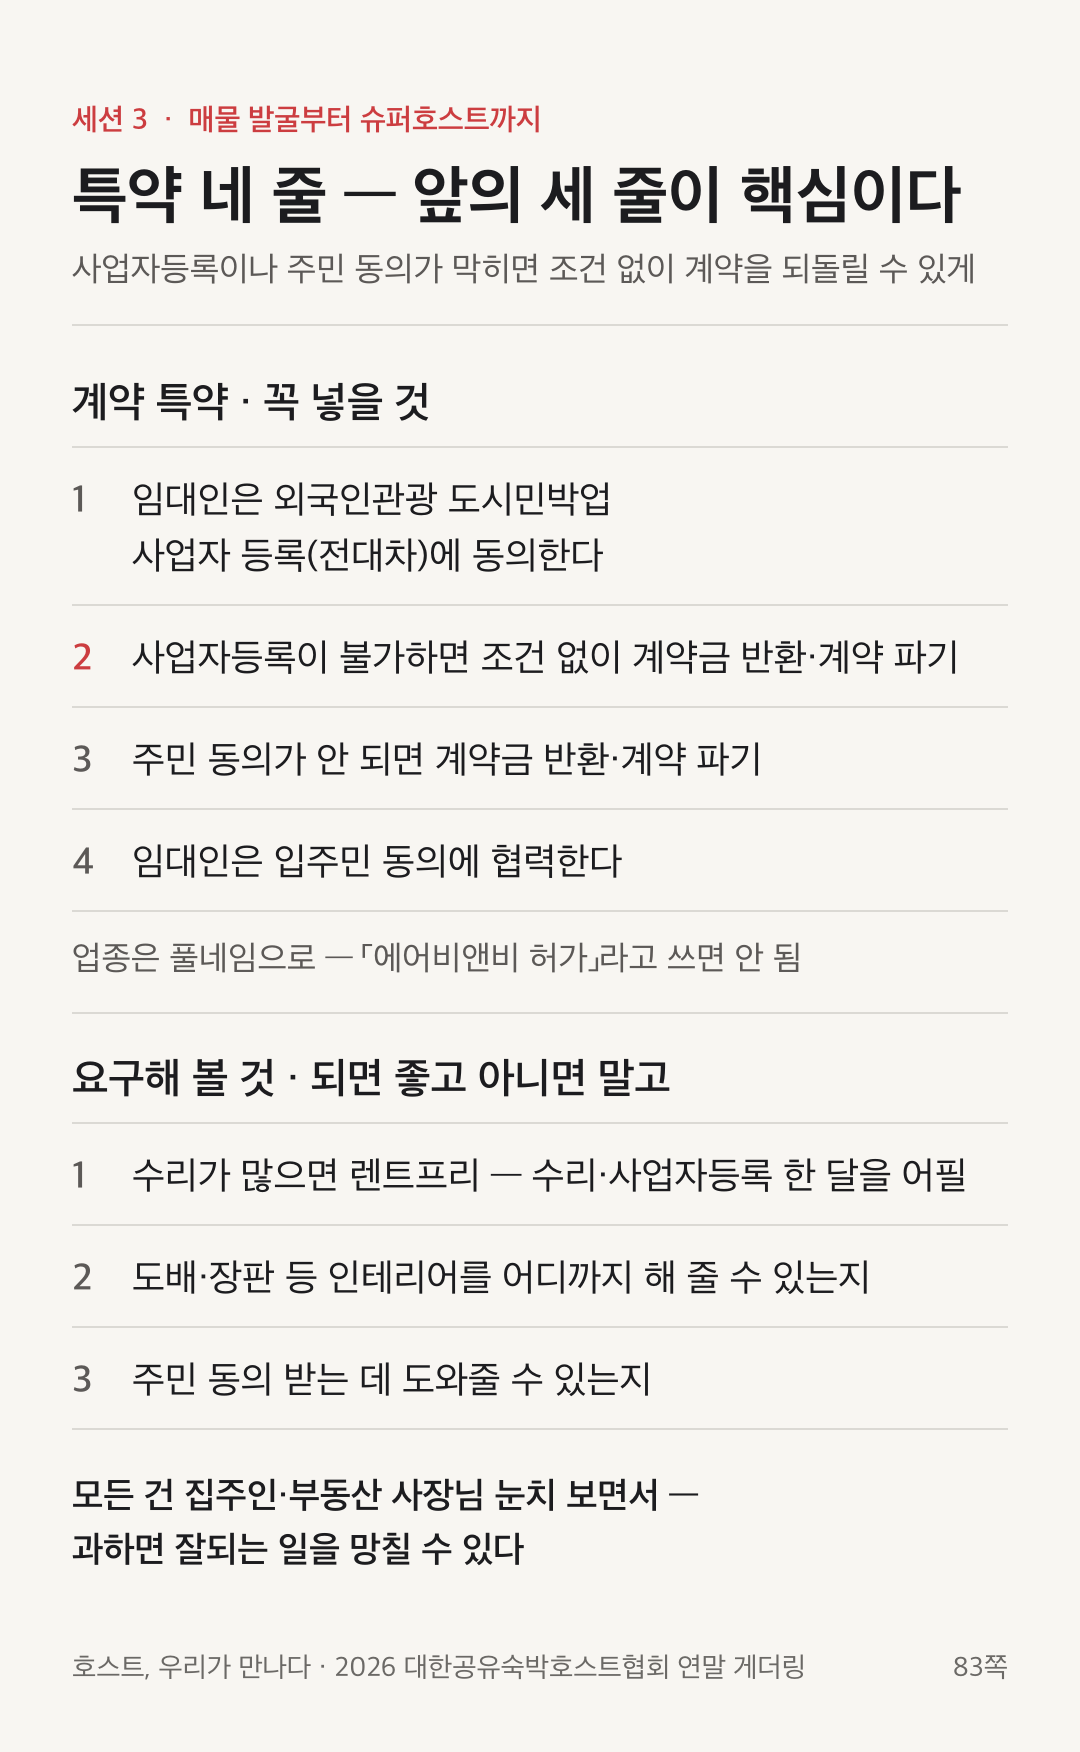 세션 3 · 매물 발굴부터 슈퍼호스트까지
특약 네 줄 — 앞의 세 줄이 핵심이다
사업자등록이나 주민 동의가 막히면 조건 없이 계약을 되돌릴 수 있게
계약 특약 · 꼭 넣을 것
1 임대인은 외국인관광 도시민박업
사업자 등록(전대차)에 동의한다
2 사업자등록이 불가하면 조건 없이 계약금 반환·계약 파기
3 주민 동의가 안 되면 계약금 반환·계약 파기
4 임대인은 입주민 동의에 협력한다
업종은 풀네임으로 — 「에어비앤비 허가」라고 쓰면 안 됨
요구해 볼 것 · 되면 좋고 아니면 말고
1 수리가 많으면 렌트프리 — 수리·사업자등록 한 달을 어필
2 도배·장판 등 인테리어를 어디까지 해 줄 수 있는지
3 주민 동의 받는 데 도와줄 수 있는지
모든 건 집주인·부동산 사장님 눈치 보면서 —
과하면 잘되는 일을 망칠 수 있다
호스트, 우리가 만나다 · 2026 대한공유숙박호스트협회 연말 게더링 83쪽